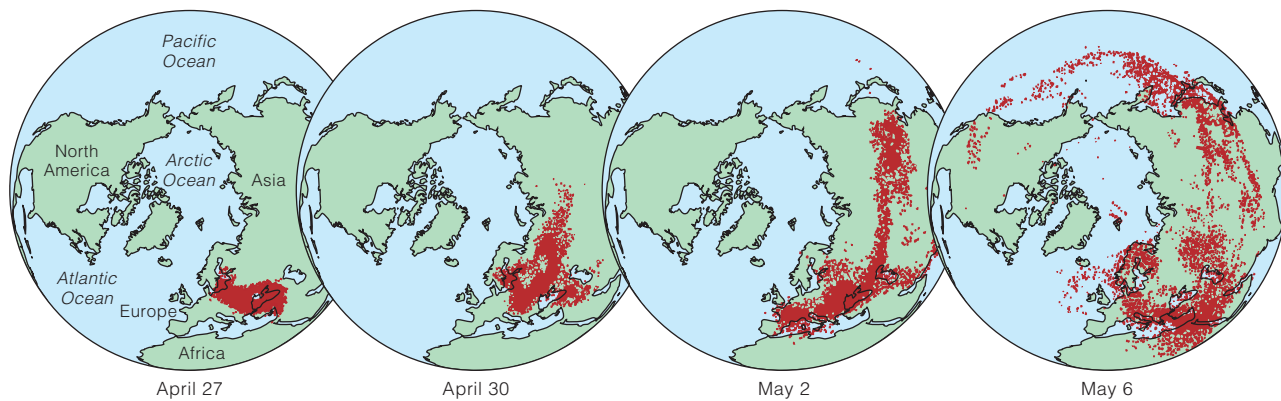 Pacific
Ocean
North
America
Arctic
Ocean
Asia
Atlantic
Ocean
Europe
Africa
April 27
April 30
May 2
May 6